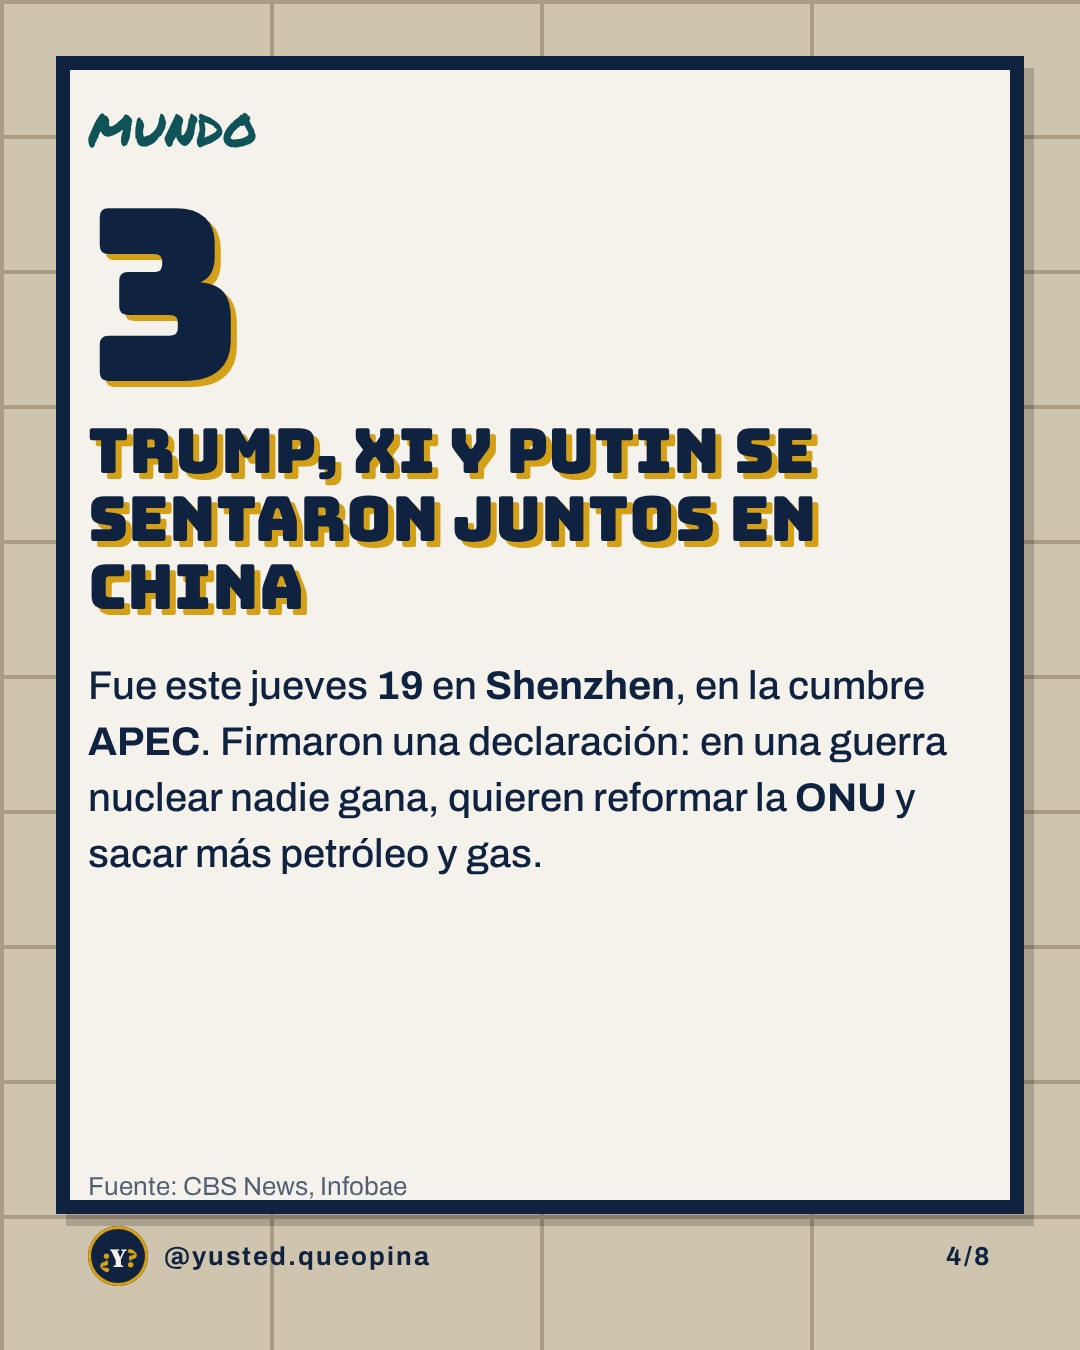 MUNDO
3
TRUMP, XI Y PUTIN SE
SENTARON JUNTOS EN
CHINA
Fue este jueves 19 en Shenzhen, en la cumbre
APEC. Firmaron una declaración: en una guerra
nuclear nadie gana, quieren reformar la ONU y
sacar más petróleo y gas.
Fuente: CBS News, Infobae
¿Y? @yusted.queopina 4/8